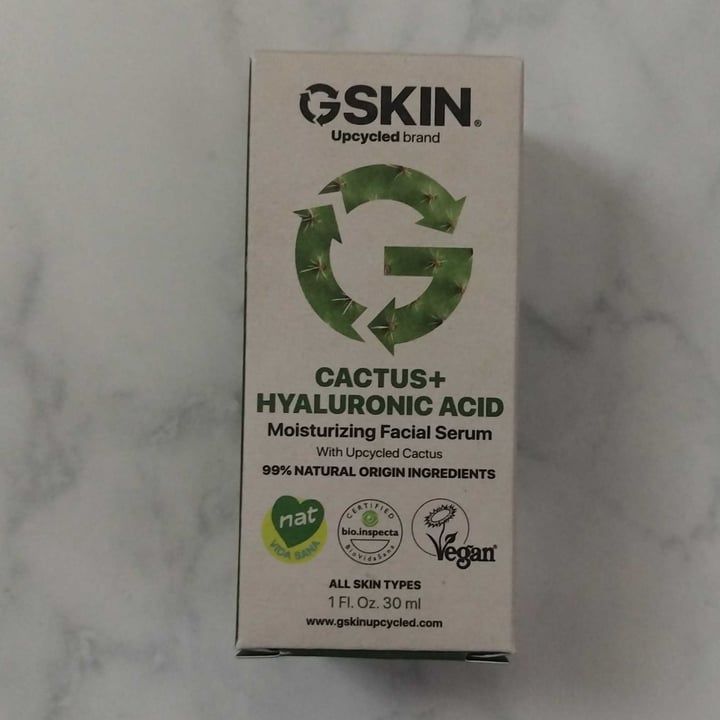 GSKIN®
Upcycled brand
CACTUS+
HYALURONIC ACID
Moisturizing Facial Serum
With Upcycled Cactus
99% NATURAL ORIGIN INGREDIENTS
nat
VIDA SANA
CERTIFIED
bio.inspecta
BioVidaSana
Vegan
ALL SKIN TYPES
1 Fl. Oz. 30 ml
www.gskinupcycled.com